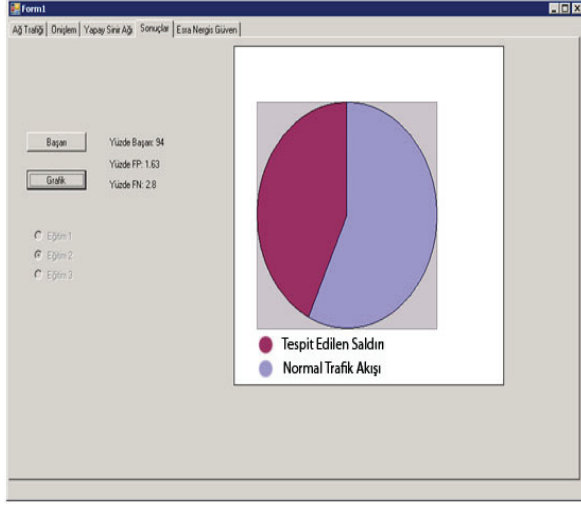 Form1
Ağ Trafiği Önişlem Yapay Sinir Ağı Sonuçlar Esra Nergis Güven
Başarı Yüzde Başarı: 94
Yüzde FP: 1.63
Grafik Yüzde FN: 2.8
Eğitim 1
Eğitim 2
Eğitim 3
Tespit Edilen Saldırı
Normal Trafik Akışı